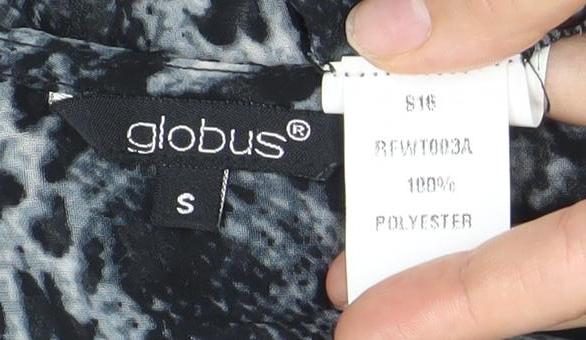 globus®
S
S16
RFWT003A
100%
POLYESTER